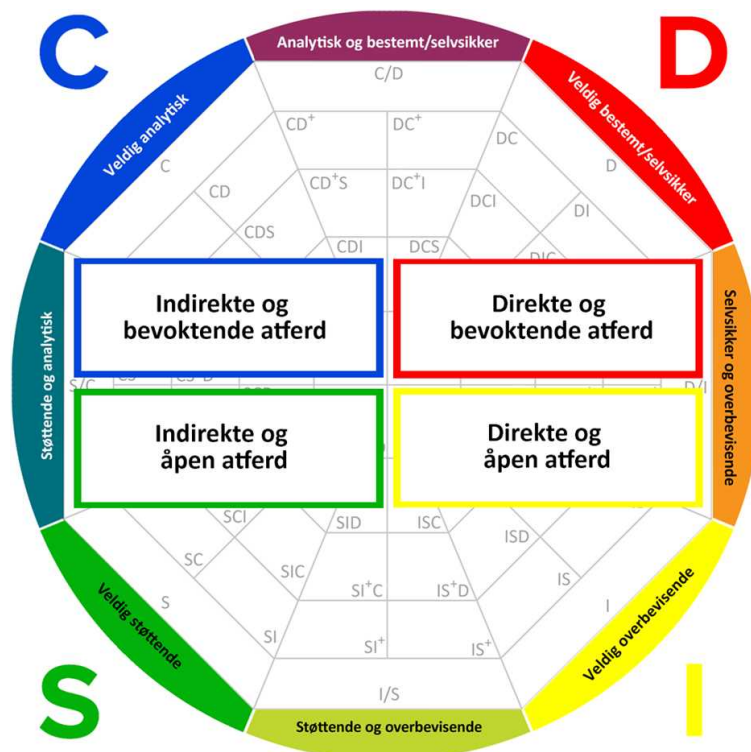 C
D
Analytisk og bestemt/selvsikker
Veldig analytisk
Veldig bestemt/selvsikker
C/D
CD+
DC+
C
DC
D
CD
CD+S
DC+I
DCI
DI
CDS
CDI
DCS
DIC
Støttende og analytisk
Indirekte og
bevoktende atferd
Direkte og
bevoktende atferd
Selvsikker og overbevisende
S/C
D/I
Indirekte og
åpen atferd
Direkte og
åpen atferd
SCI
SID
ISC
ISD
SC
SIC
SI+C
IS+D
IS
S
I
SI
SI+
IS+
Veldig støttende
Veldig overbevisende
I/S
Støttende og overbevisende
S
I